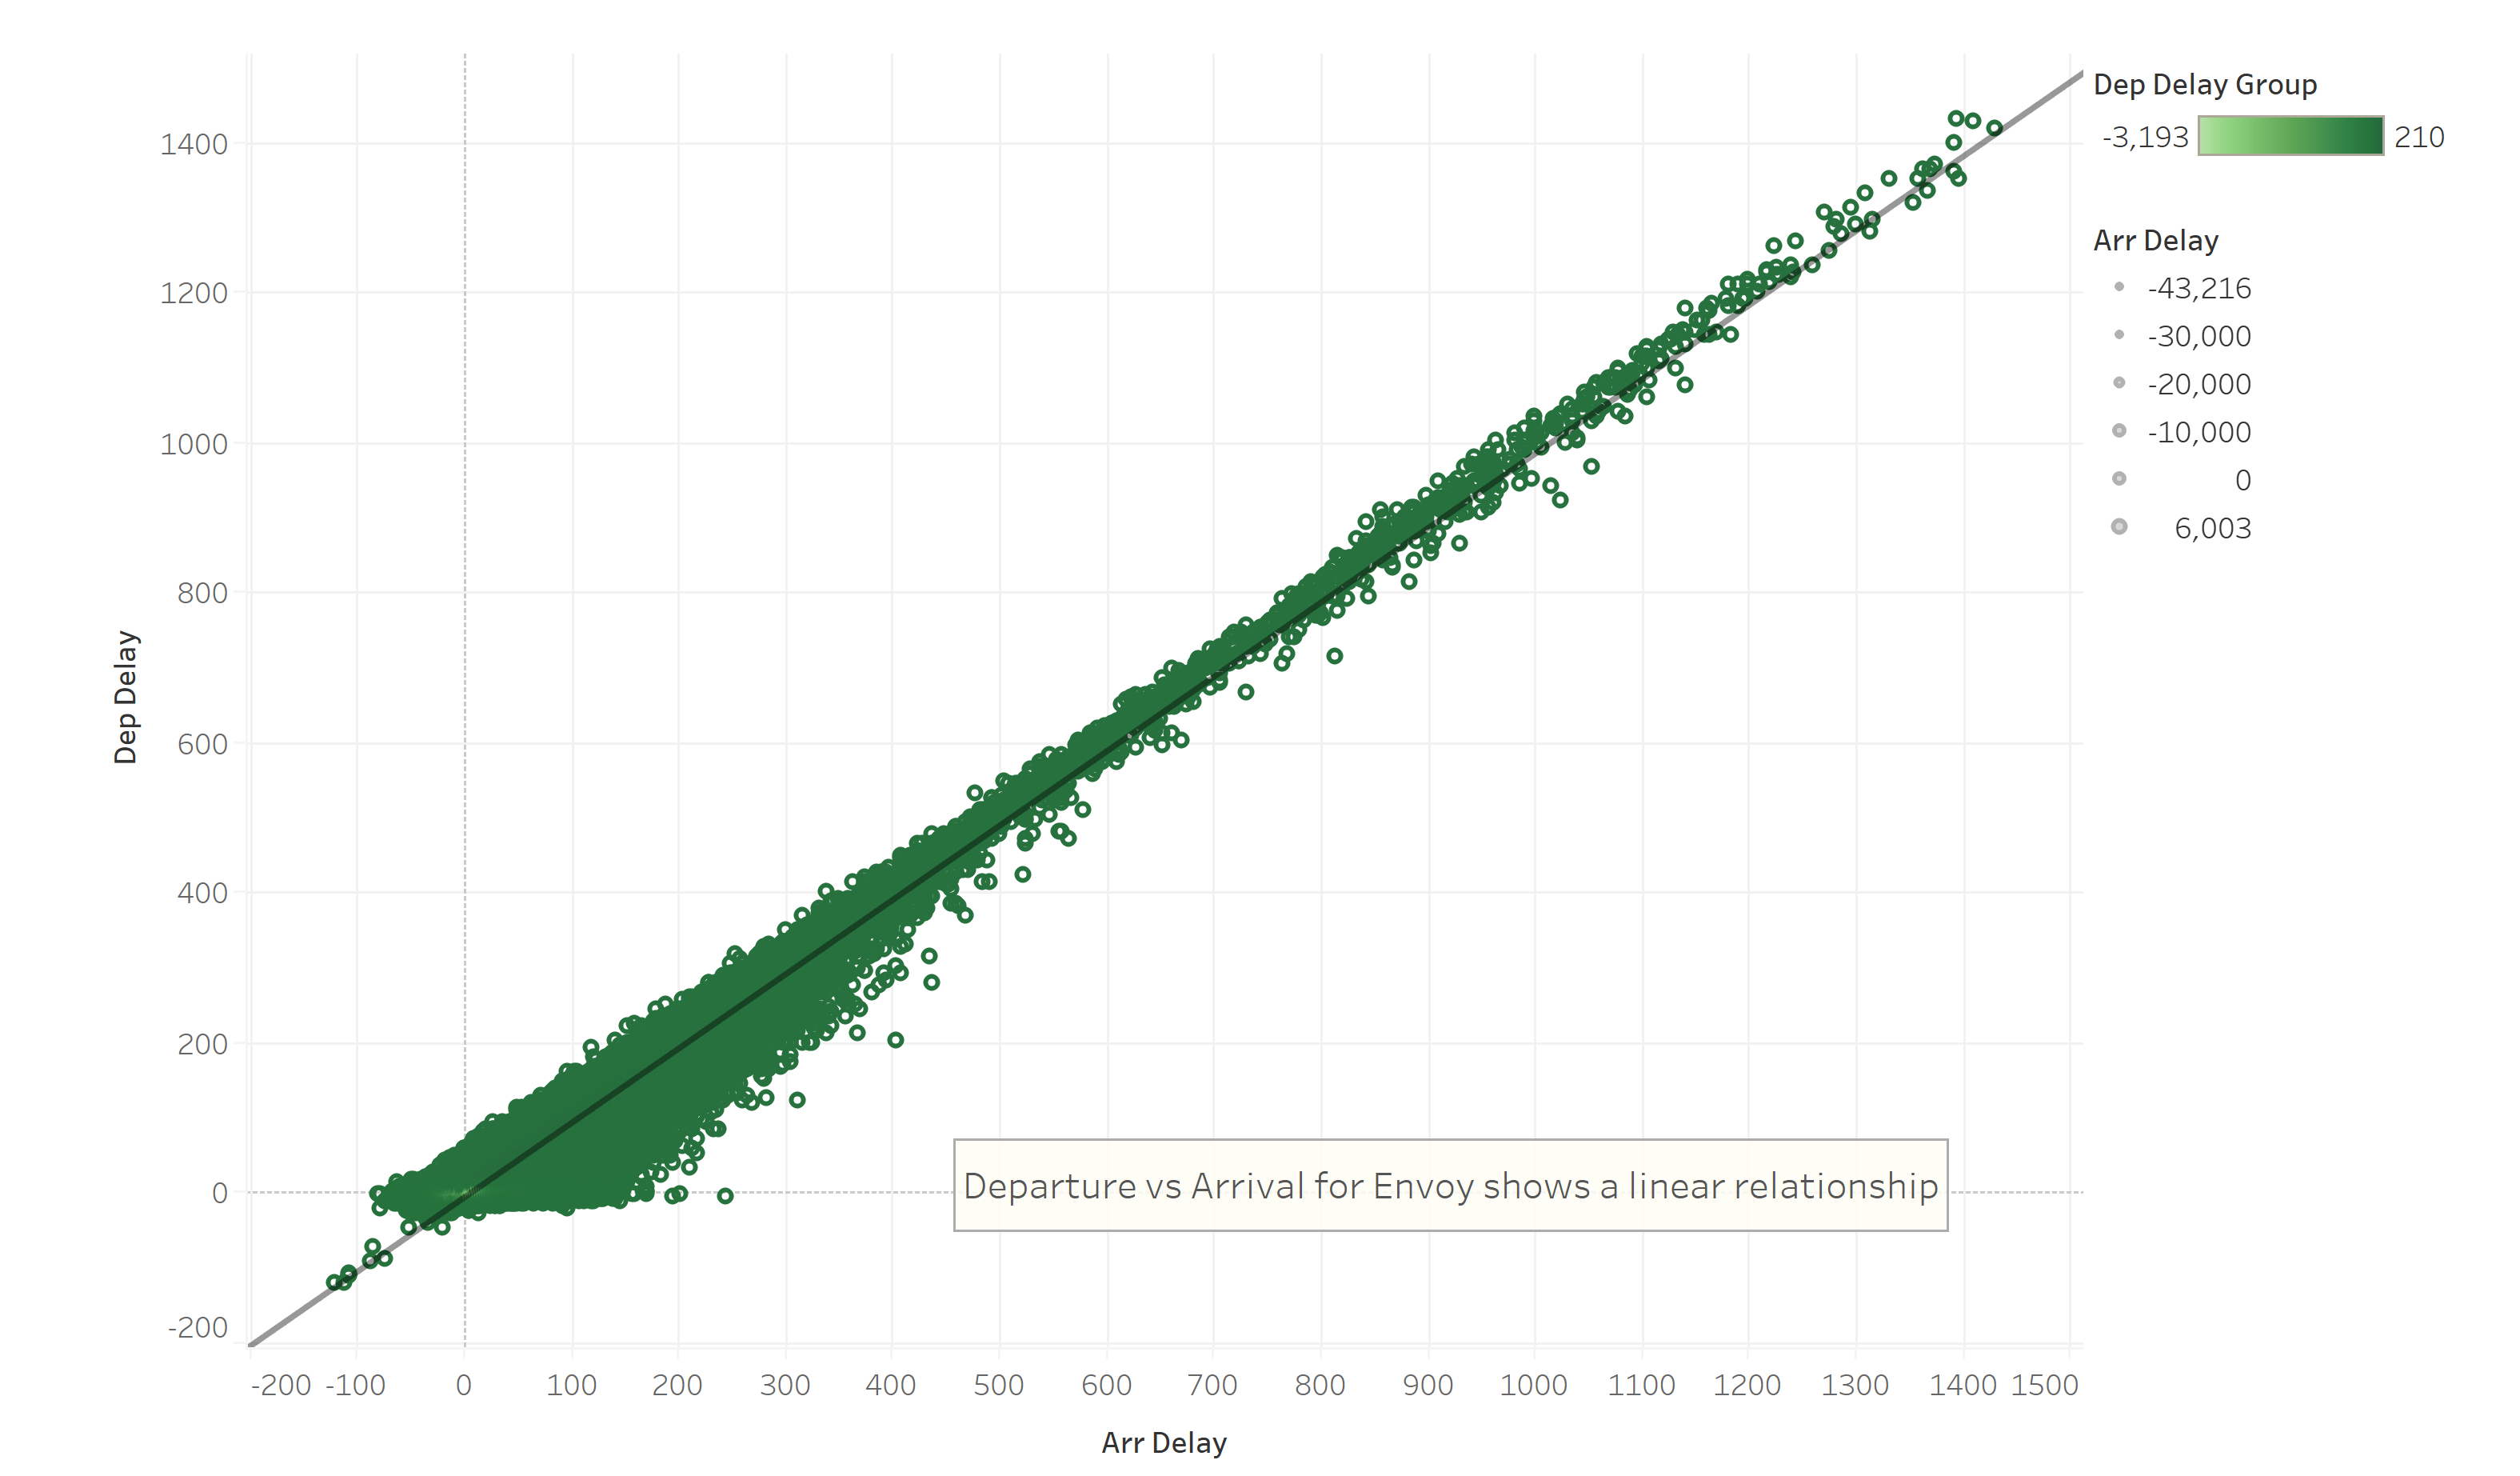 Dep Delay Group
-3,193 210
Arr Delay
-43,216
-30,000
-20,000
-10,000
0
6,003
1400
1200
1000
800
600
400
200
0
-200
Dep Delay
Departure vs Arrival for Envoy shows a linear relationship
-200 -100 0 100 200 300 400 500 600 700 800 900 1000 1100 1200 1300 1400 1500
Arr Delay